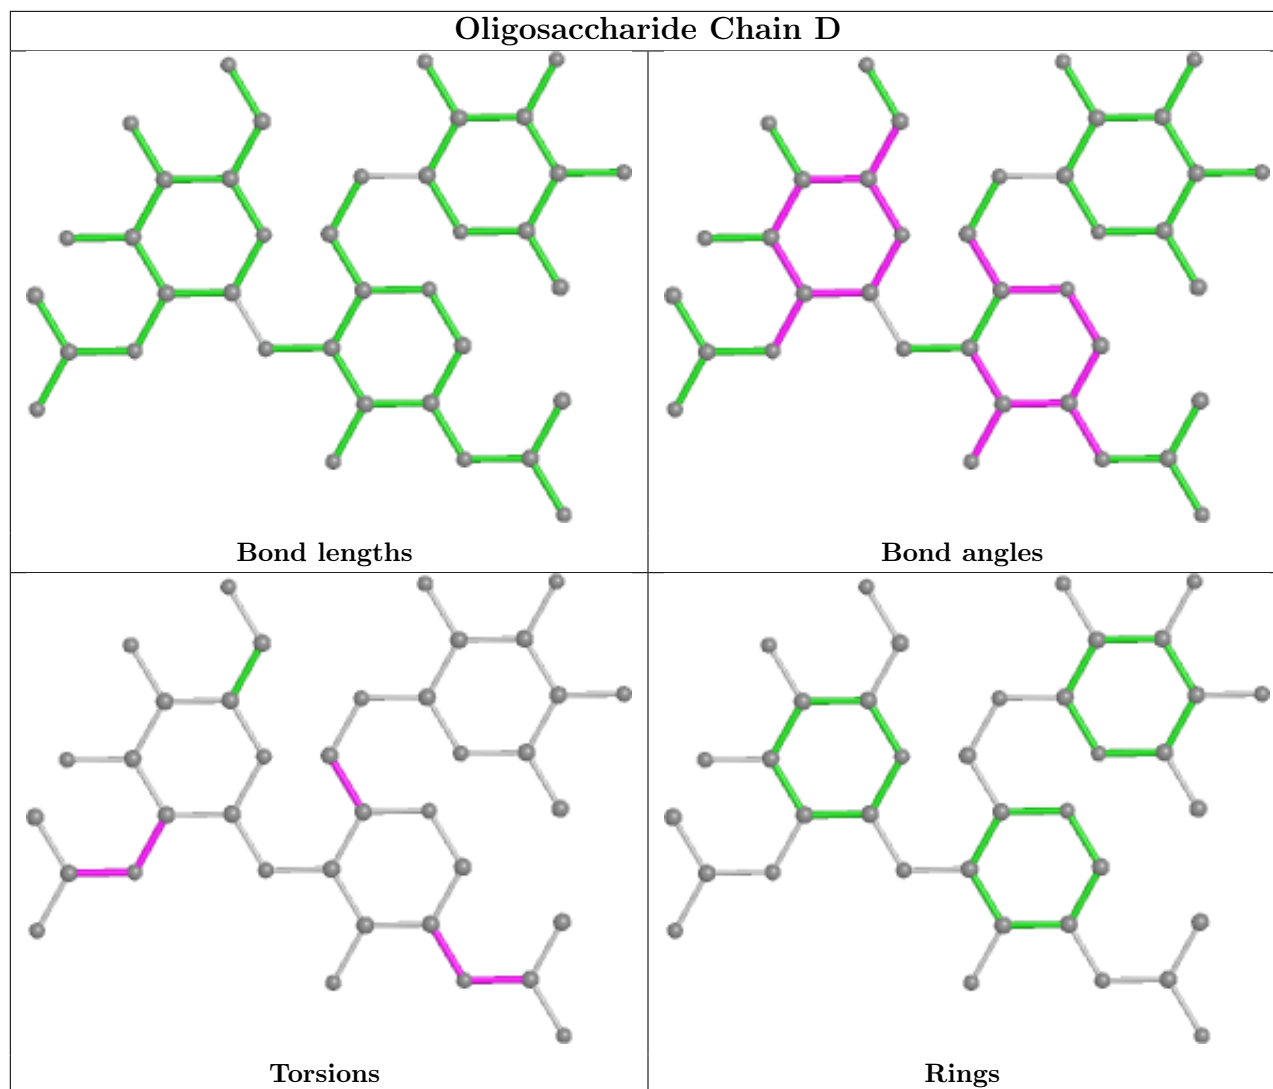 Oligosaccharide Chain D
Bond lengths
Bond angles
Torsions
Rings